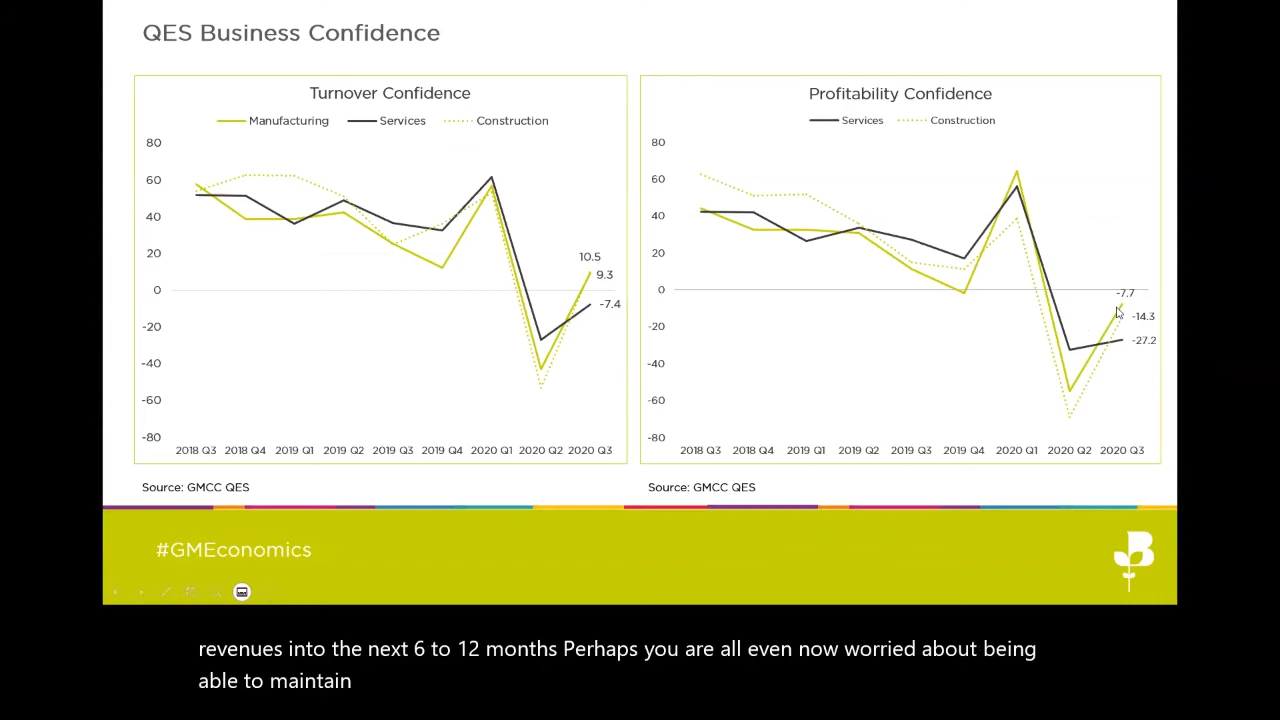 QES Business Confidence
Turnover Confidence
Manufacturing Services Construction
80
60
40
20
0
-20
-40
-60
-80
10.5
9.3
-7.4
2018 Q3 2018 Q4 2019 Q1 2019 Q2 2019 Q3 2019 Q4 2020 Q1 2020 Q2 2020 Q3
Source: GMCC QES
Profitability Confidence
Services Construction
80
60
40
20
0
-20
-40
-60
-80
-7.7
-14.3
-27.2
2018 Q3 2018 Q4 2019 Q1 2019 Q2 2019 Q3 2019 Q4 2020 Q1 2020 Q2 2020 Q3
Source: GMCC QES
#GMEconomics
revenues into the next 6 to 12 months Perhaps you are all even now worried about being
able to maintain